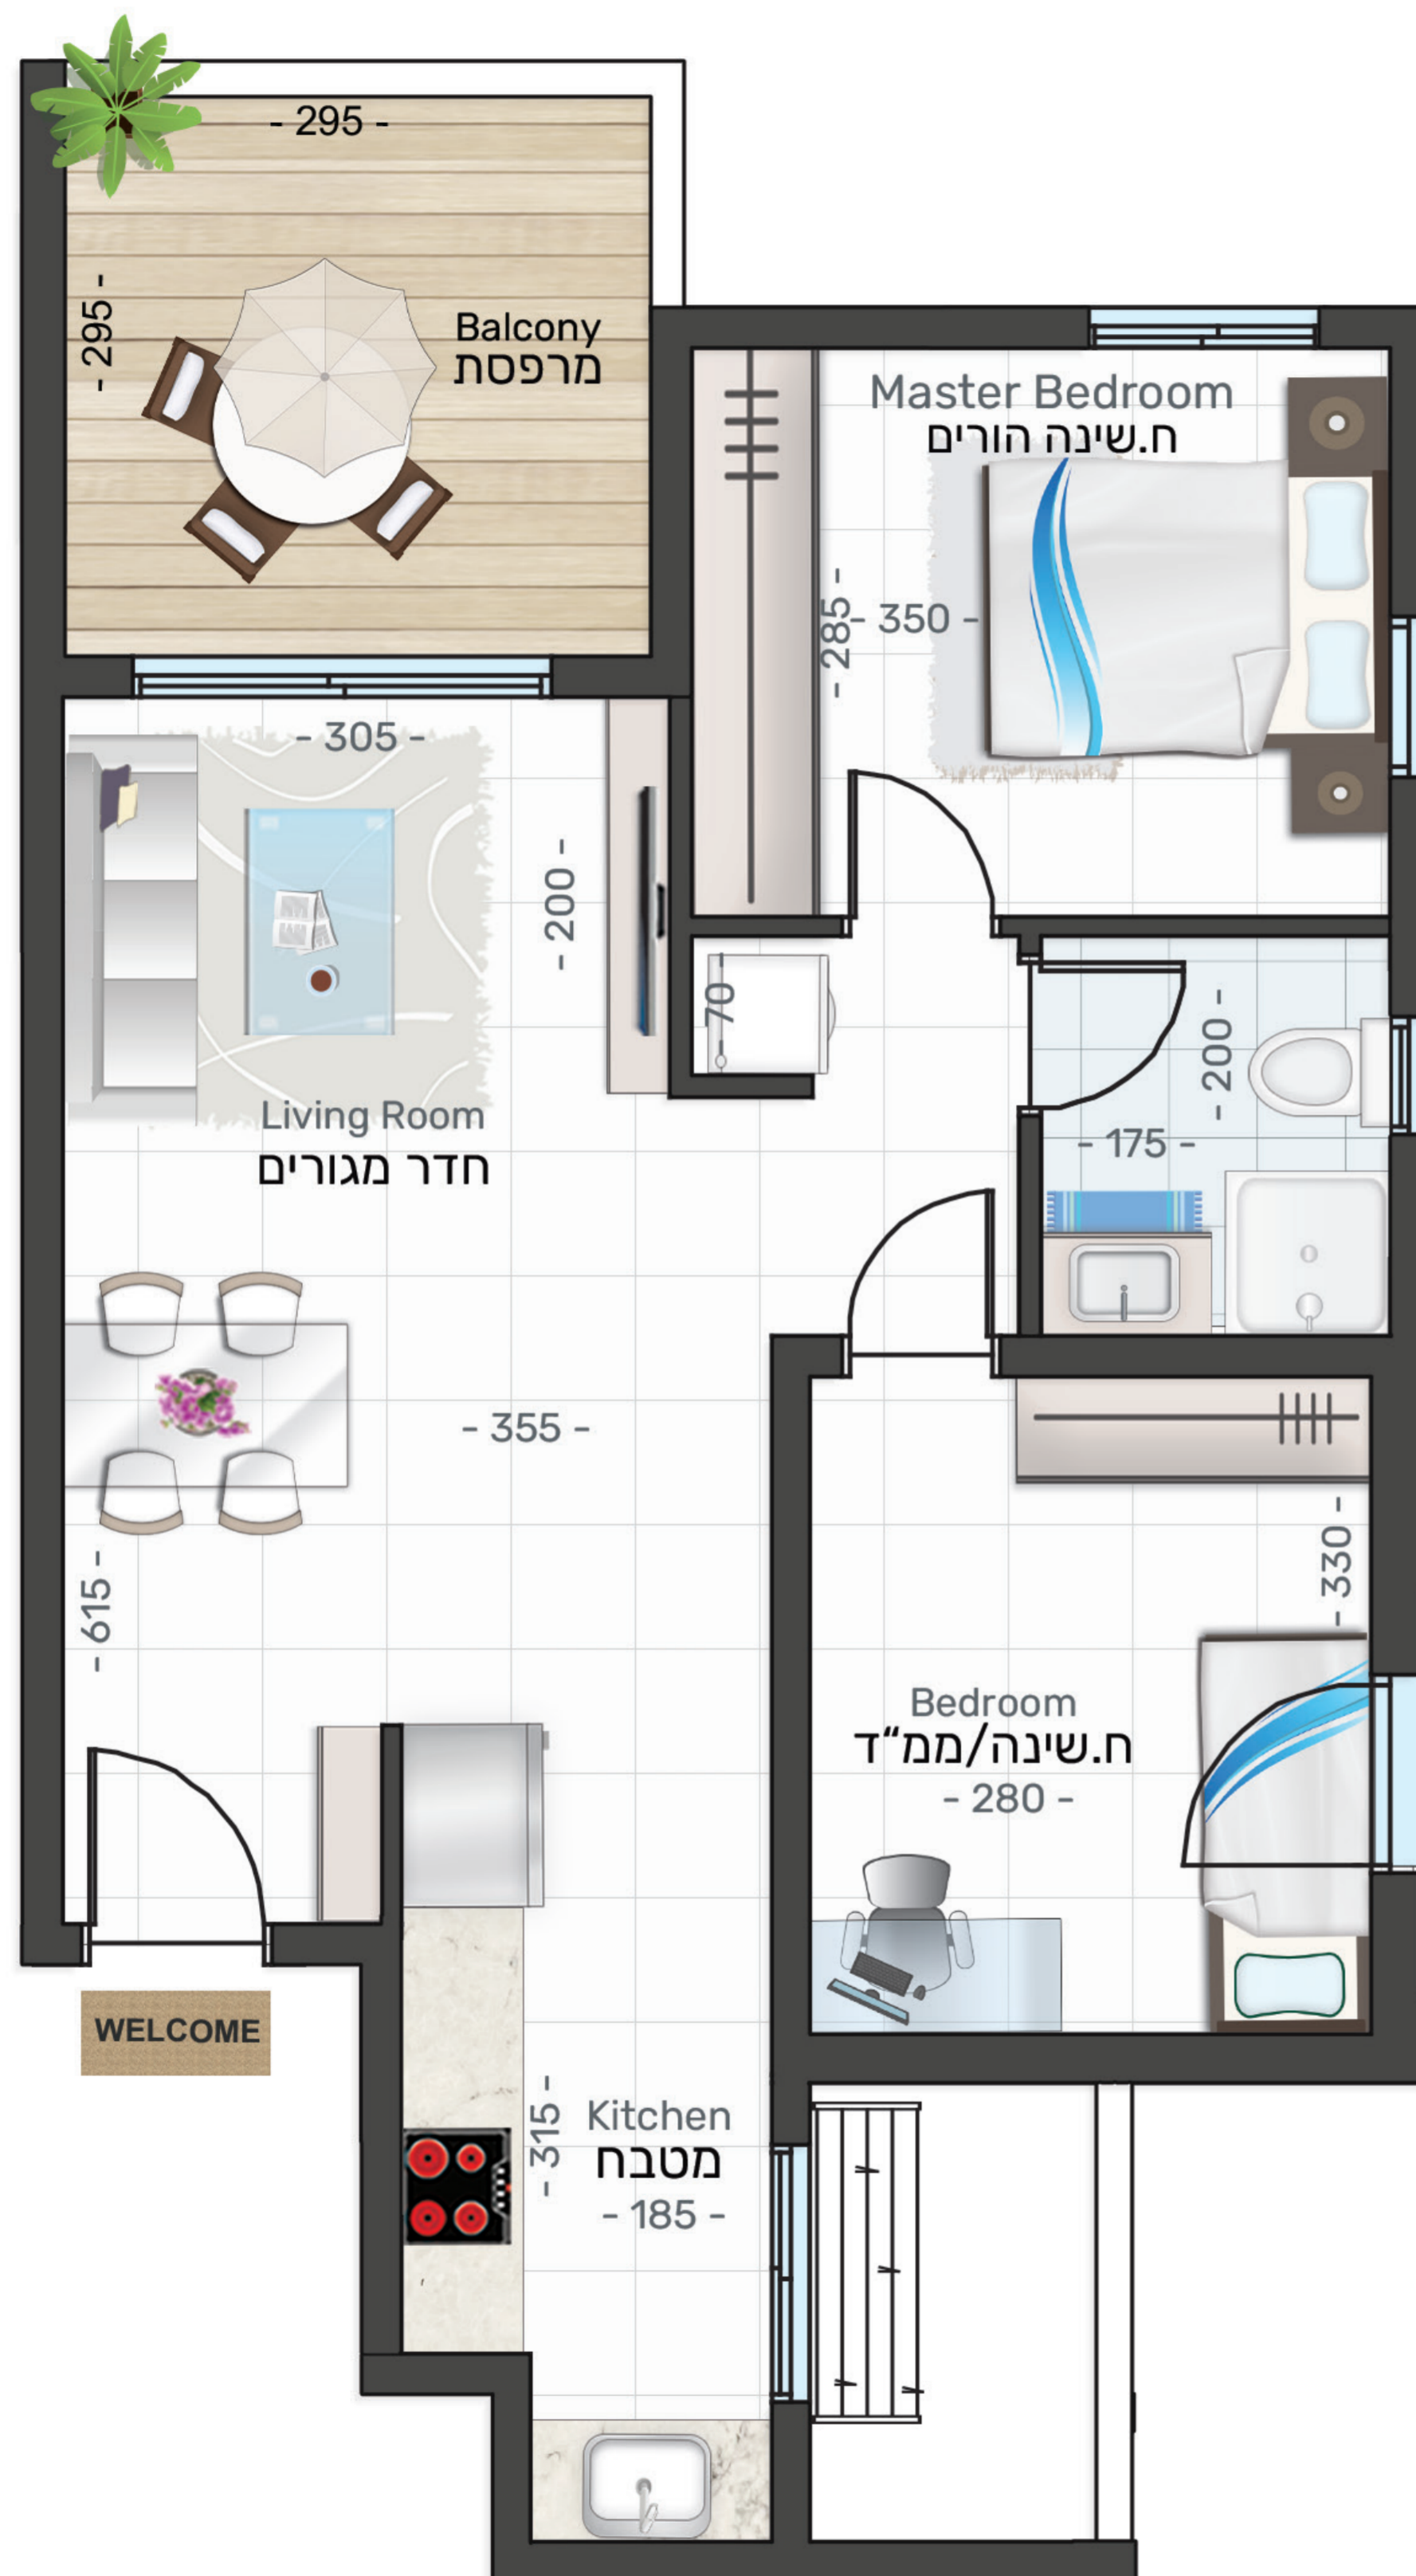 - 295 -
- 295 -
Balcony
מרפסת
Master Bedroom
ח.שינה הורים
- 285 -
- 350 -
- 305 -
- 200 -
- 70 -
- 200 -
- 175 -
Living Room
חדר מגורים
- 355 -
- 615 -
- 330 -
Bedroom
ח.שינה/ממ“ד
- 280 -
WELCOME
- 315 -
Kitchen
מטבח
- 185 -